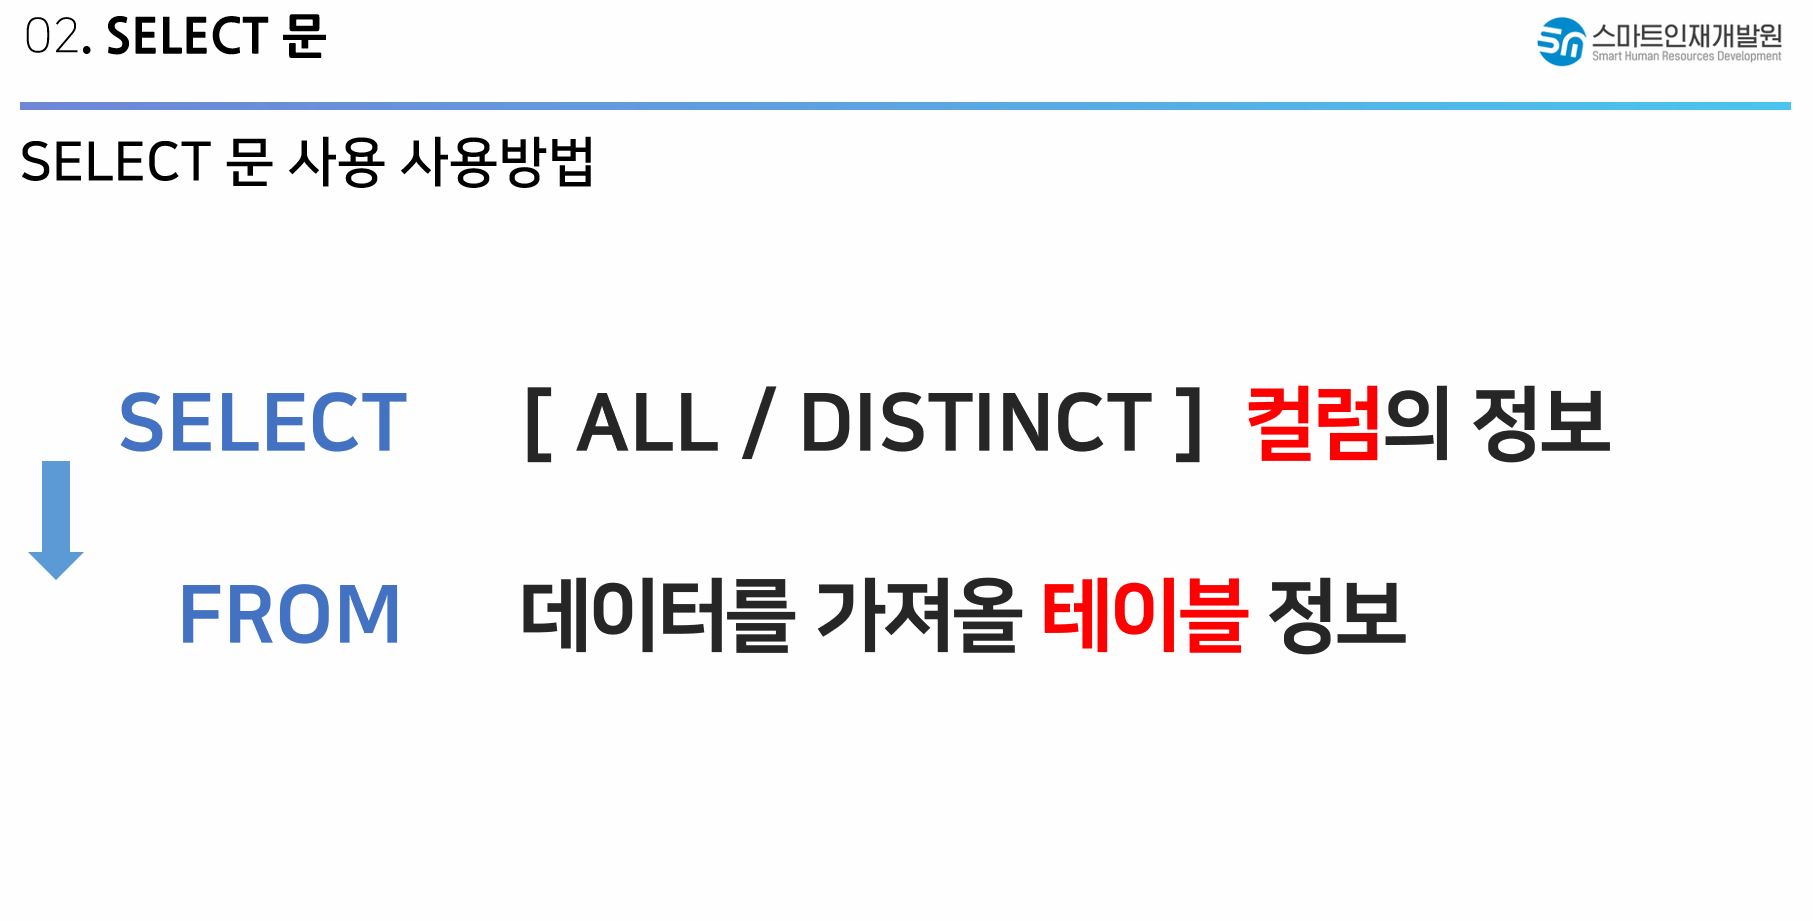 02. SELECT 문
스마트인재개발원
Smart Human Resources Development
SELECT 문 사용 사용방법
SELECT [ ALL / DISTINCT ] 컬럼의 정보
FROM 데이터를 가져올 테이블 정보